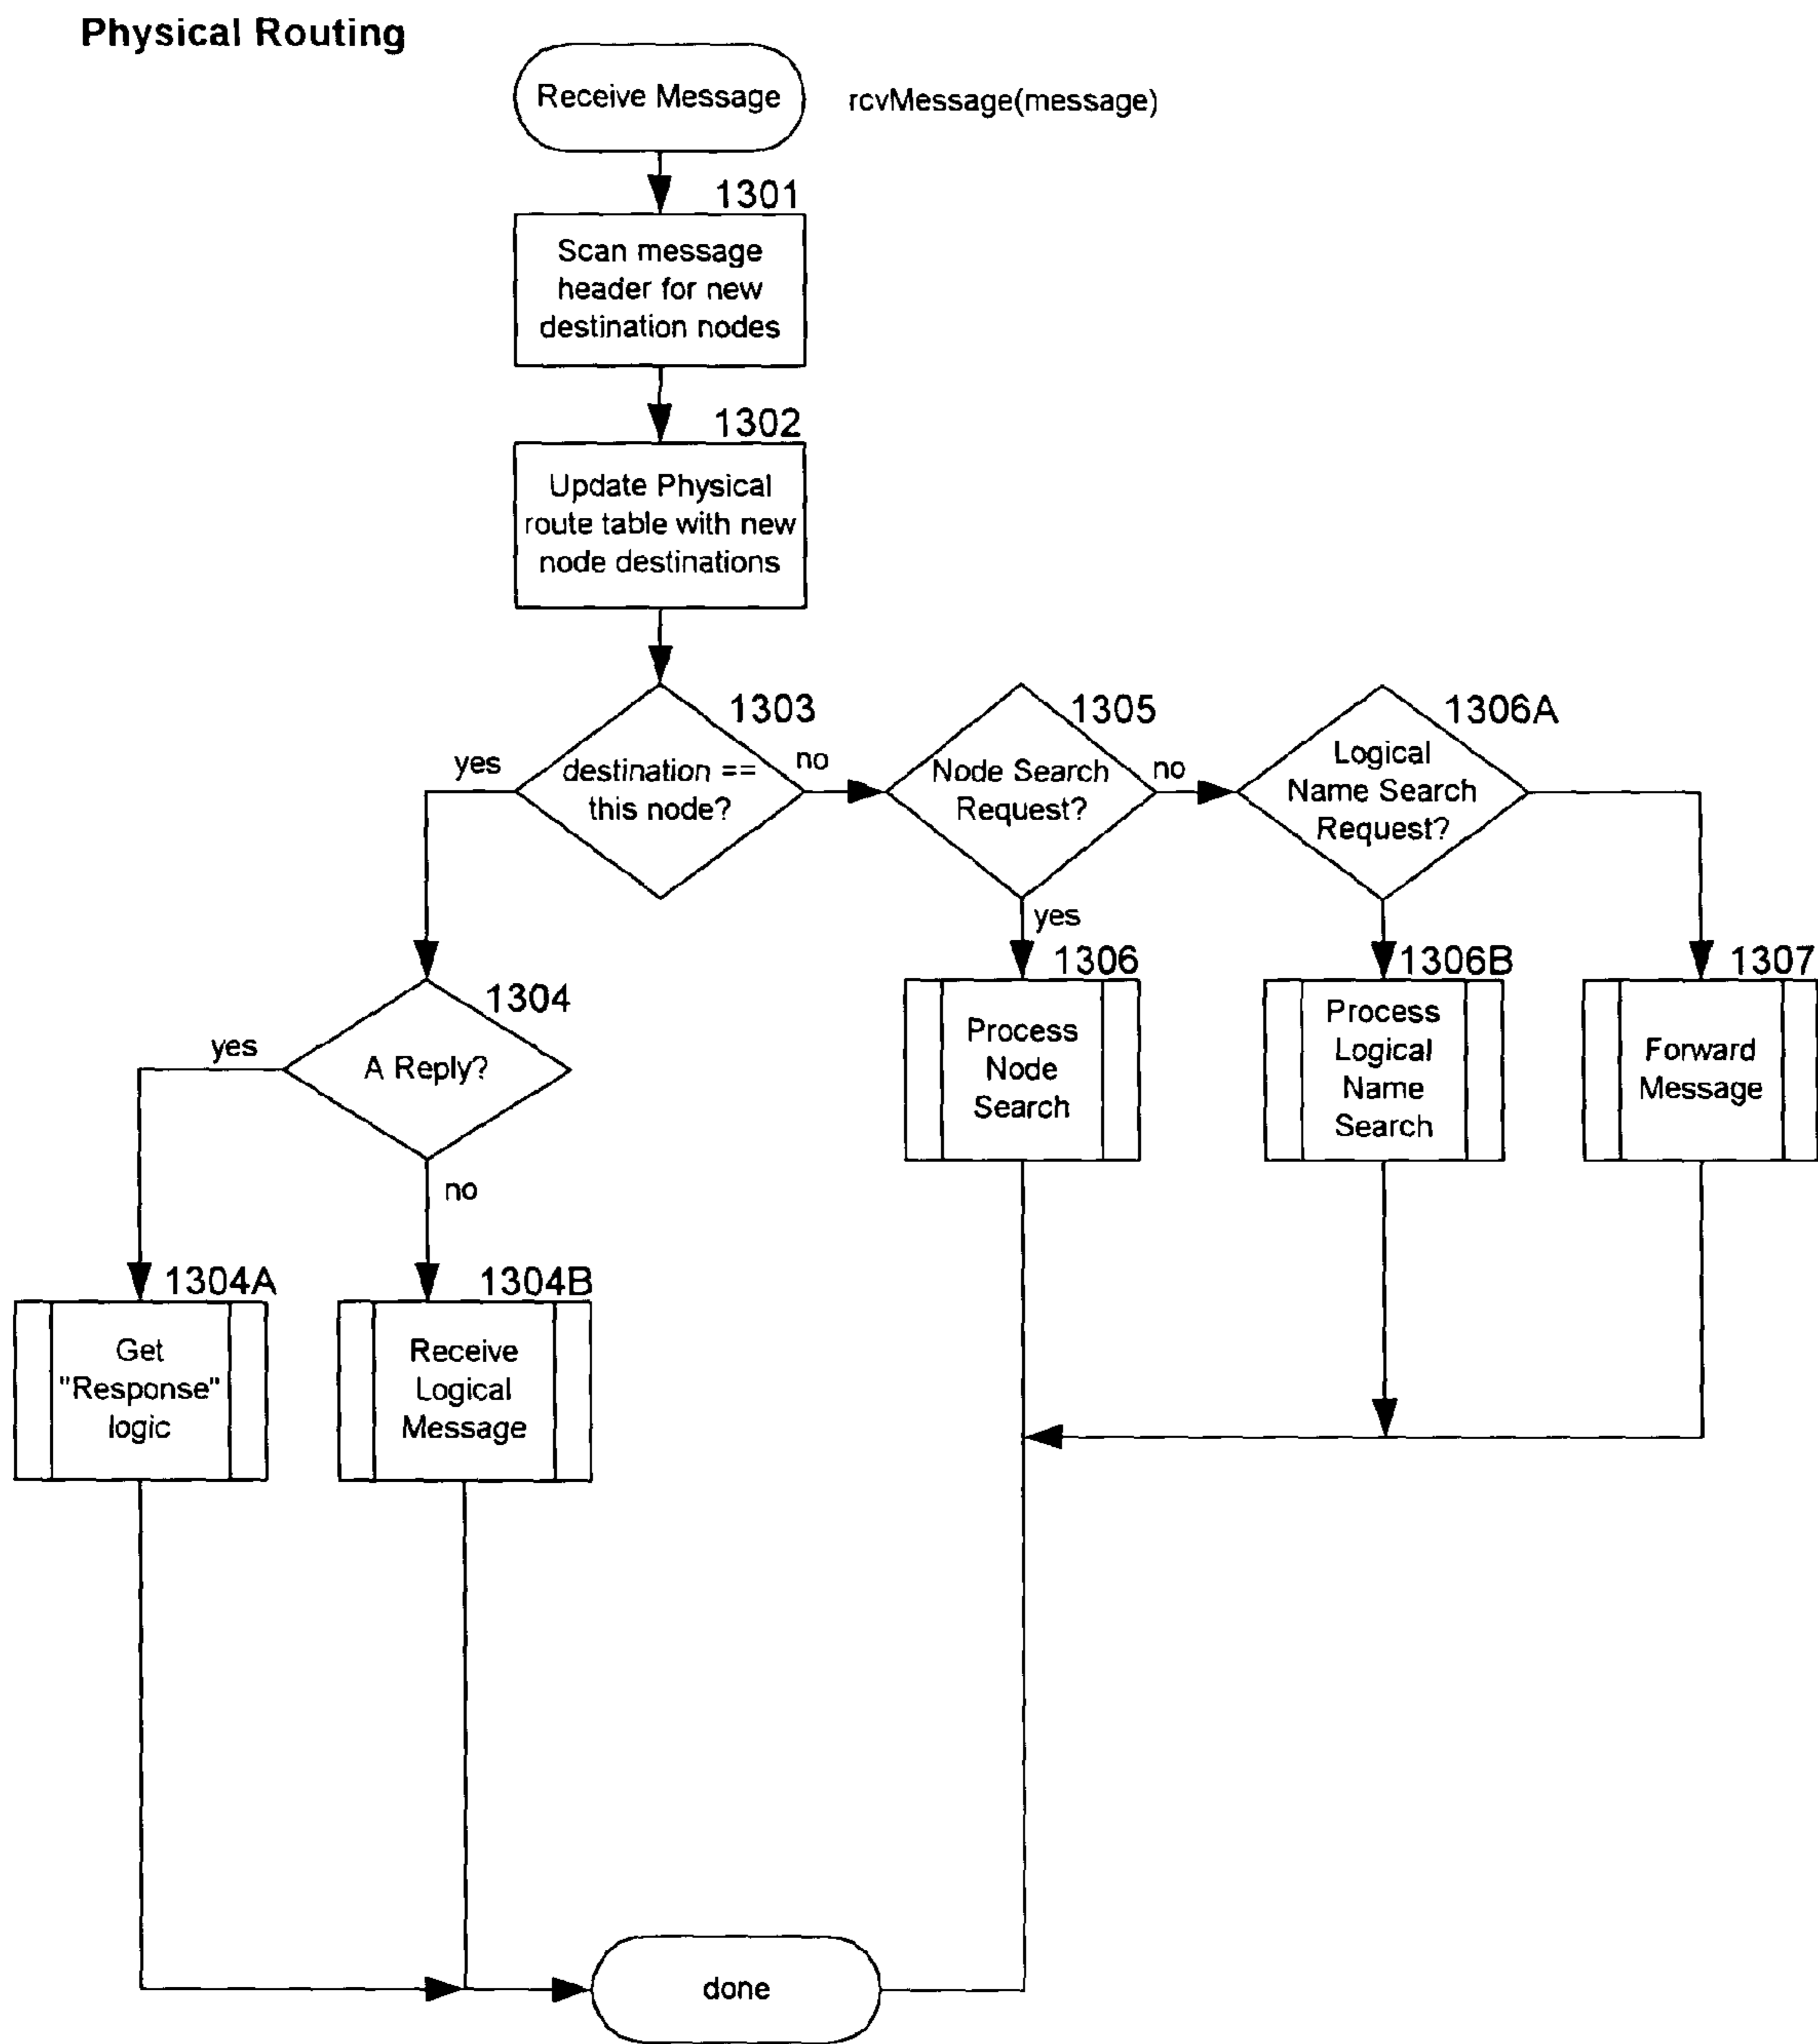 Physical Routing
Receive Message
rcvMessage(message)
1301
Scan message
header for new
destination nodes
1302
Update Physical
route table with new
node destinations
1303
destination ==
this node?
yes
no
1305
Node Search
Request?
no
yes
1306A
Logical
Name Search
Request?
1304
A Reply?
yes
no
1306
Process
Node
Search
1306B
Process
Logical
Name
Search
1307
Forward
Message
1304A
Get
"Response"
logic
1304B
Receive
Logical
Message
done